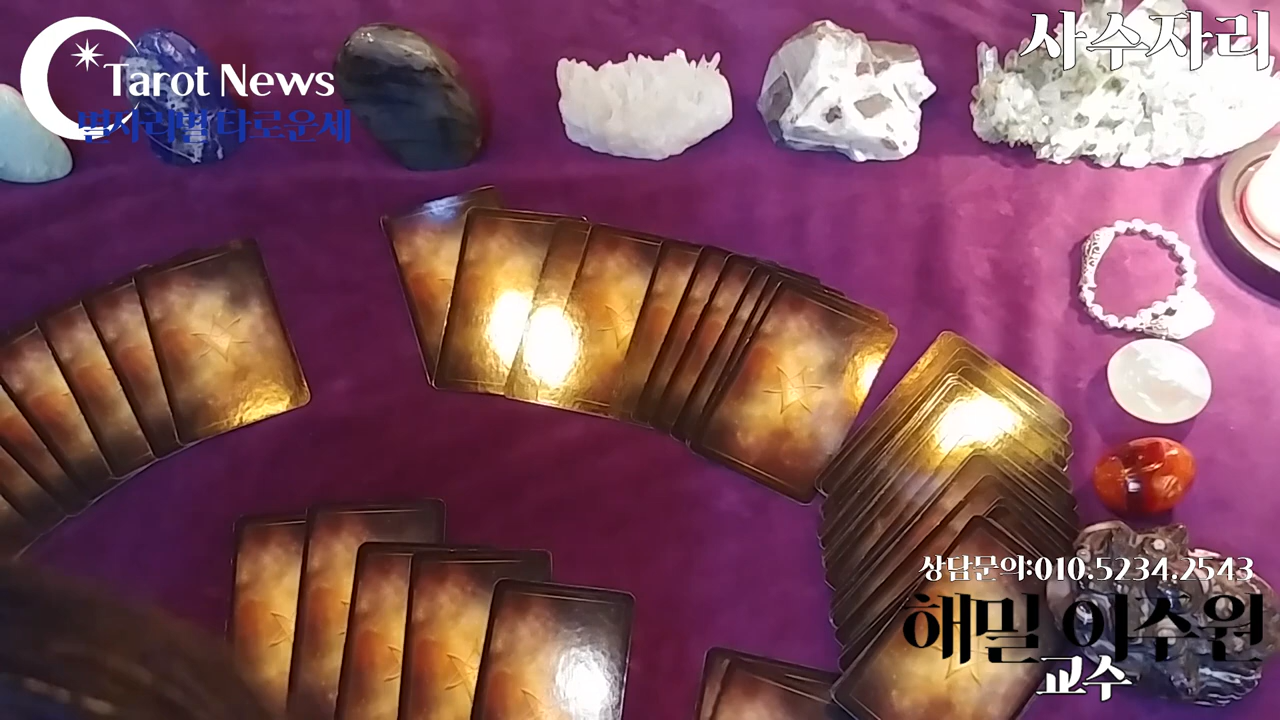 Tarot News
별자리별 타로운세
사수자리
상담문의:010.5234.2543
해밀 이수원
교수